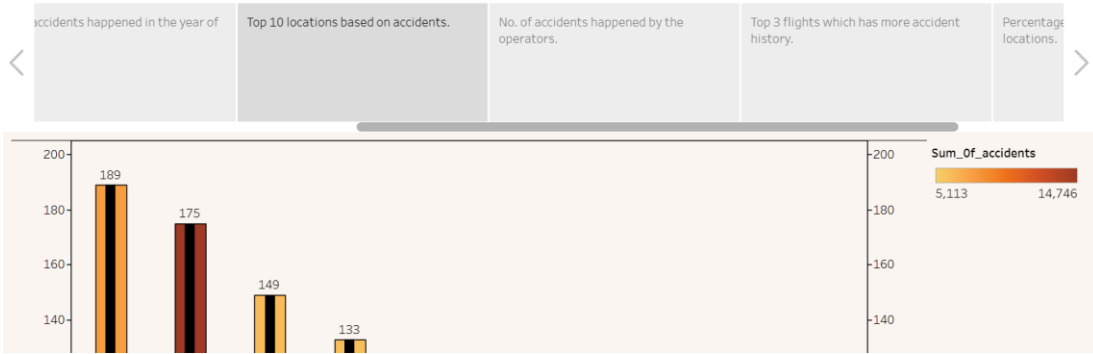 accidents happened in the year of
Top 10 locations based on accidents.
No. of accidents happened by the
operators.
Top 3 flights which has more accident
history.
Percentage
locations.
200
189
180
175
160
149
140
133
200
180
160
140
Sum_0f_accidents
5,113
14,746